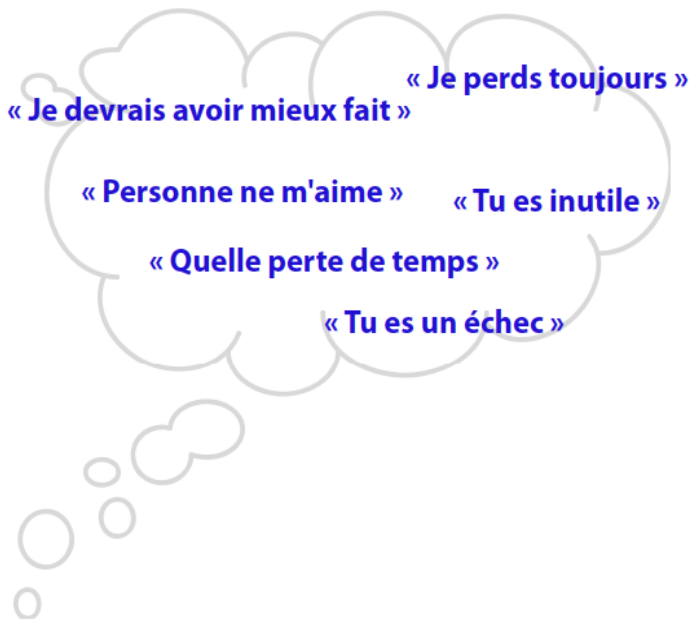 « Je perds toujours »
« Je devrais avoir mieux fait »
« Personne ne m'aime »
« Tu es inutile »
« Quelle perte de temps »
« Tu es un échec »